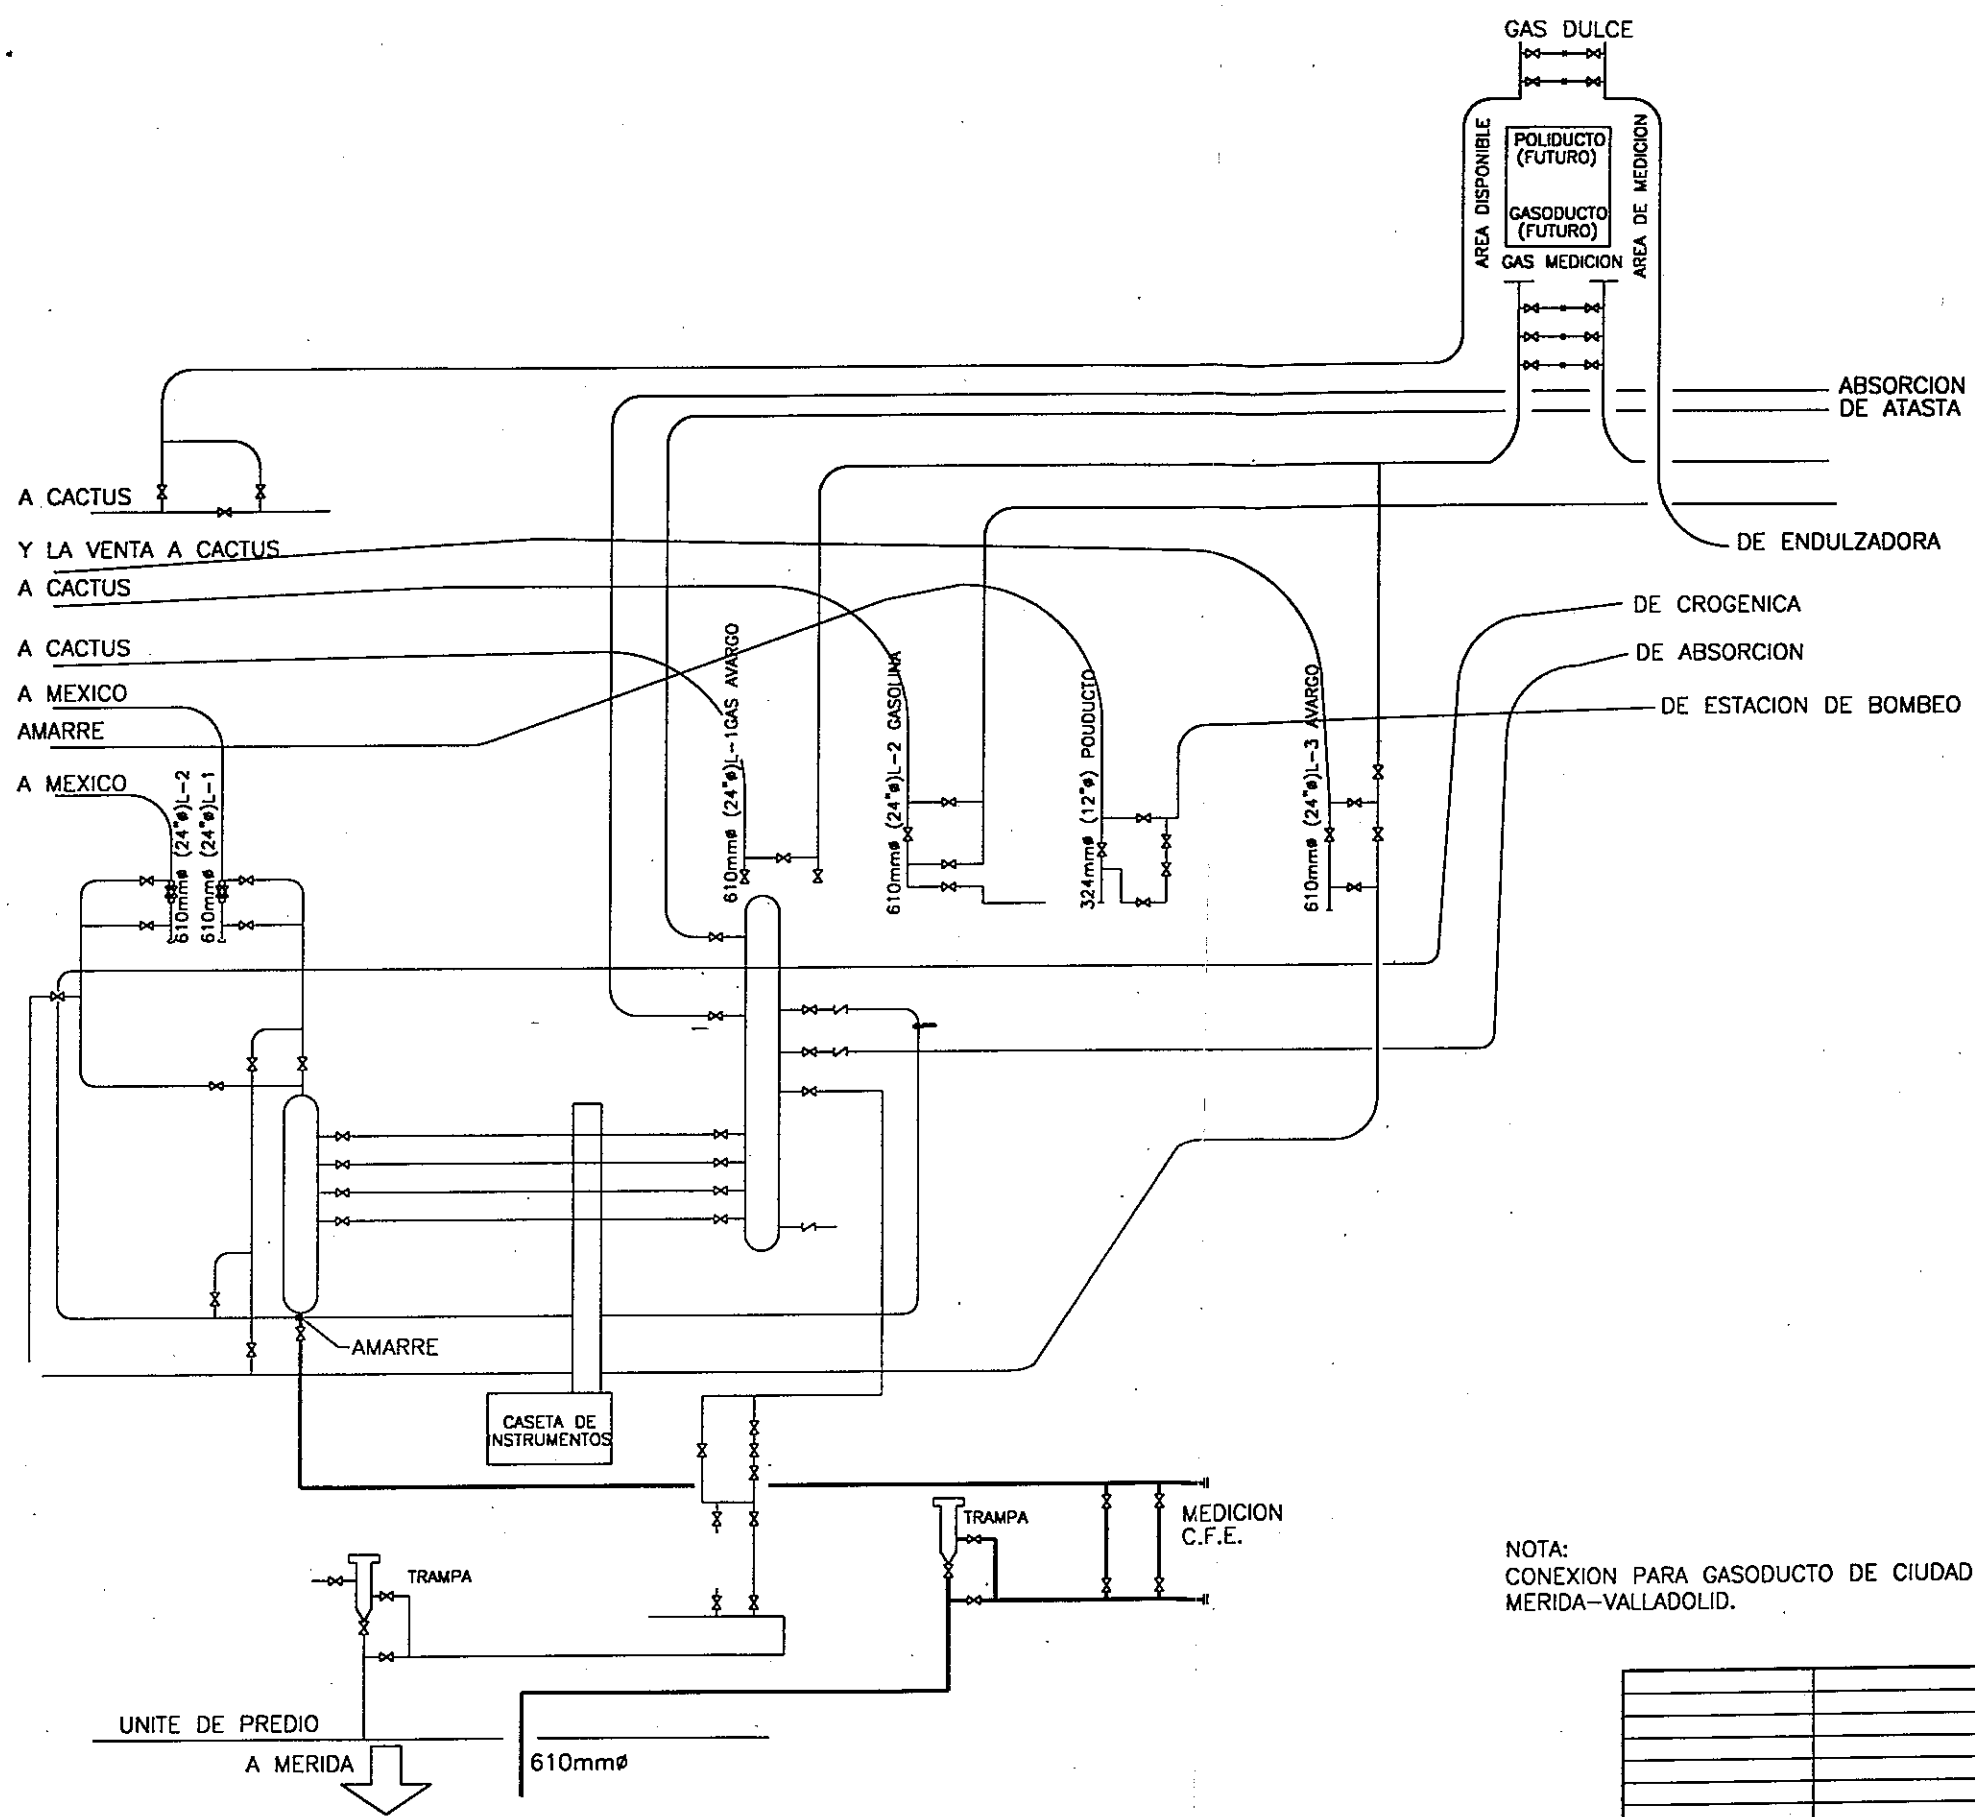 GAS DULCE
AREA DISPONIBLE
POLIDUCTO
(FUTURO)
GASODUCTO
(FUTURO)
AREA DE MEDICION
GAS MEDICION
ABSORCION
DE ATASTA
A CACTUS
Y LA VENTA A CACTUS
DE ENDULZADORA
A CACTUS
DE CROGENICA
A CACTUS
DE ABSORCION
A MEXICO
DE ESTACION DE BOMBEO
AMARRE
A MEXICO
610mmø (24"ø)L-2
610mmø (24"ø)L-1
610mmø (24"ø)L-1GAS AVARGO
610mmø (24"ø)L-2 GASOLINA
324mmø (12"ø) POUDUCTO
610mmø (24"ø)L-3 AVARGO
AMARRE
CASETA DE
INSTRUMENTOS
TRAMPA
MEDICION
C.F.E.
TRAMPA
NOTA:
CONEXION PARA GASODUCTO DE CIUDAD
MERIDA-VALLADOLID.
UNITE DE PREDIO
A MERIDA
610mmø